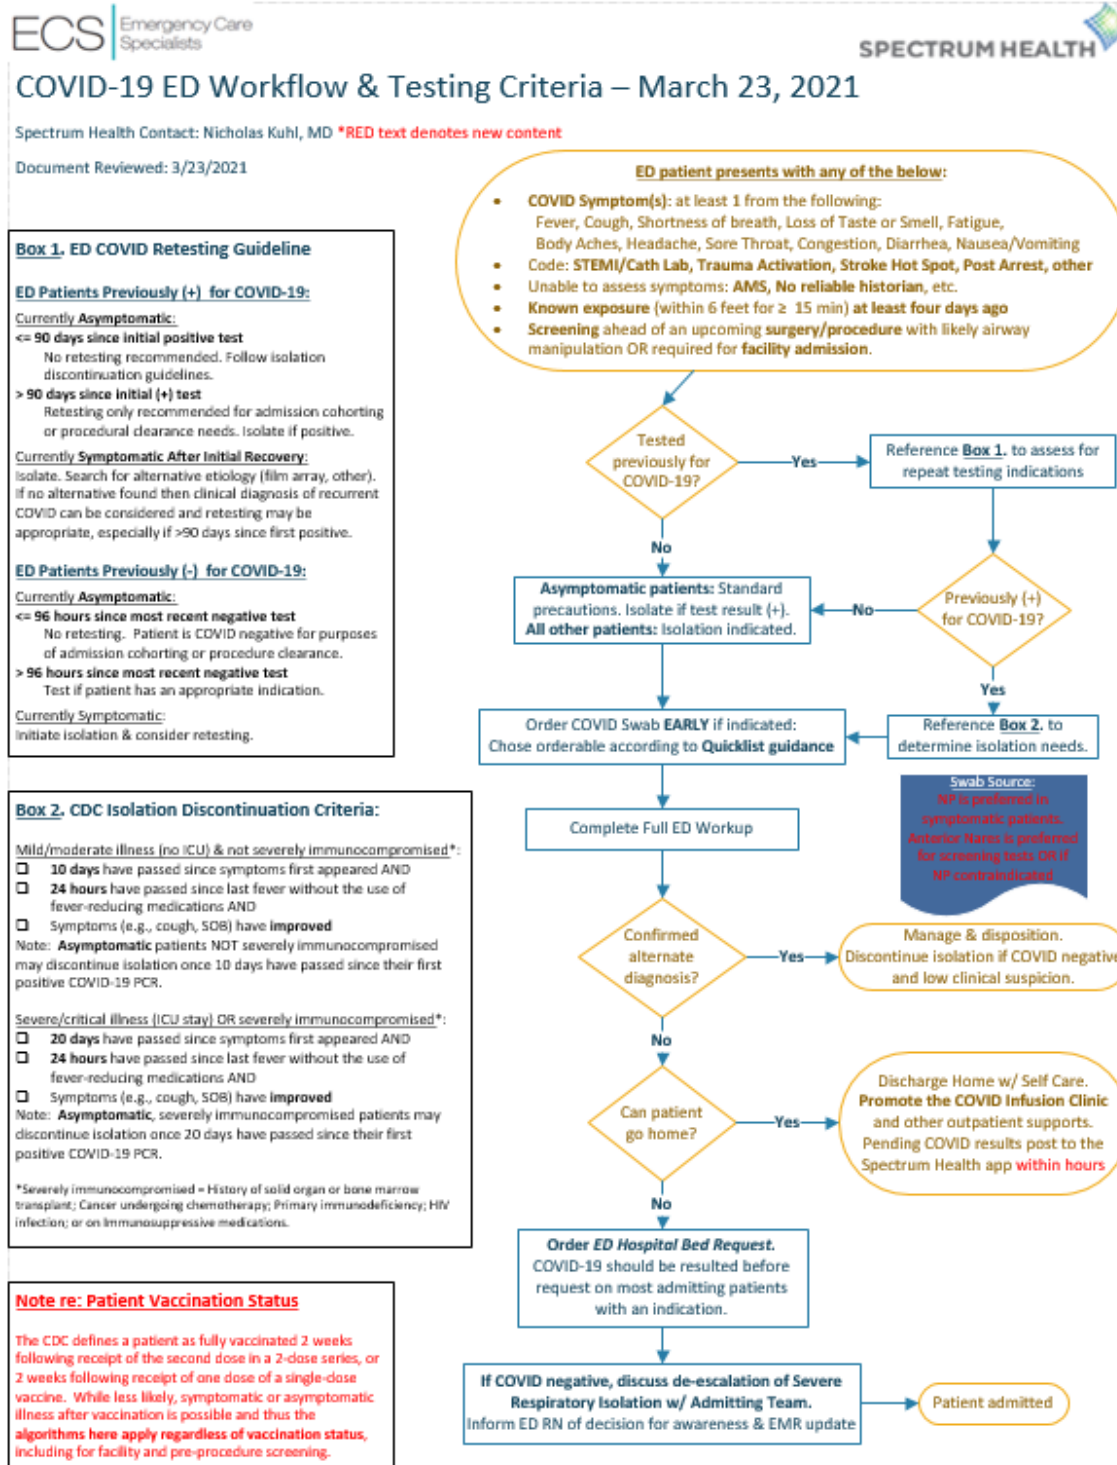 ECS Emergency Care
Specialists
SPECTRUM HEALTH
COVID-19 ED Workflow & Testing Criteria – March 23, 2021
Spectrum Health Contact: Nicholas Kuhl, MD *RED text denotes new content
Document Reviewed: 3/23/2021
ED patient presents with any of the below:
• COVID Symptom(s): at least 1 from the following:
Fever, Cough, Shortness of breath, Loss of Taste or Smell, Fatigue,
Body Aches, Headache, Sore Throat, Congestion, Diarrhea, Nausea/Vomiting
• Code: STEMI/Cath Lab, Trauma Activation, Stroke Hot Spot, Post Arrest, other
• Unable to assess symptoms: AMS, No reliable historian, etc.
• Known exposure (within 6 feet for ≥ 15 min) at least four days ago
• Screening ahead of an upcoming surgery/procedure with likely airway
manipulation OR required for facility admission.
Box 1. ED COVID Retesting Guideline
ED Patients Previously (+) for COVID-19:
Currently Asymptomatic:
<= 90 days since initial positive test
No retesting recommended. Follow isolation
discontinuation guidelines.
> 90 days since initial (+) test
Retesting only recommended for admission cohorting
or procedural clearance needs. Isolate if positive.
Currently Symptomatic After Initial Recovery:
Isolate. Search for alternative etiology (film array, other).
If no alternative found then clinical diagnosis of recurrent
COVID can be considered and retesting may be
appropriate, especially if >90 days since first positive.
ED Patients Previously (-) for COVID-19:
Currently Asymptomatic:
<= 96 hours since most recent negative test
No retesting. Patient is COVID negative for purposes
of admission cohorting or procedure clearance.
> 96 hours since most recent negative test
Test if patient has an appropriate indication.
Currently Symptomatic:
Initiate isolation & consider retesting.
Tested
previously for
COVID-19?
Yes
Reference Box 1. to assess for
repeat testing indications
No
Asymptomatic patients: Standard
precautions. Isolate if test result (+).
All other patients: Isolation indicated.
No
Previously (+)
for COVID-19?
Yes
Order COVID Swab EARLY if indicated:
Chose orderable according to Quicklist guidance
Reference Box 2. to
determine isolation needs.
Swab Source:
NP is preferred in
symptomatic patients.
Anterior Nares is preferred
for screening tests OR if
NP contraindicated
Complete Full ED Workup
Box 2. CDC Isolation Discontinuation Criteria:
Mild/moderate illness (no ICU) & not severely immunocompromised*:
❑ 10 days have passed since symptoms first appeared AND
❑ 24 hours have passed since last fever without the use of
fever-reducing medications AND
❑ Symptoms (e.g., cough, SOB) have improved
Note: Asymptomatic patients NOT severely immunocompromised
may discontinue isolation once 10 days have passed since their first
positive COVID-19 PCR.
Severe/critical illness (ICU stay) OR severely immunocompromised*:
❑ 20 days have passed since symptoms first appeared AND
❑ 24 hours have passed since last fever without the use of
fever-reducing medications AND
❑ Symptoms (e.g., cough, SOB) have improved
Note: Asymptomatic, severely immunocompromised patients may
discontinue isolation once 20 days have passed since their first
positive COVID-19 PCR.
*Severely immunocompromised = History of solid organ or bone marrow
transplant; Cancer undergoing chemotherapy; Primary immunodeficiency; HIV
infection; or on Immunosuppressive medications.
Confirmed
alternate
diagnosis?
Yes
Manage & disposition.
Discontinue isolation if COVID negative
and low clinical suspicion.
No
Can patient
go home?
Yes
Discharge Home w/ Self Care.
Promote the COVID Infusion Clinic
and other outpatient supports.
Pending COVID results post to the
Spectrum Health app within hours
No
Order ED Hospital Bed Request.
COVID-19 should be resulted before
request on most admitting patients
with an indication.
If COVID negative, discuss de-escalation of Severe
Respiratory Isolation w/ Admitting Team.
Inform ED RN of decision for awareness & EMR update
Patient admitted
Note re: Patient Vaccination Status
The CDC defines a patient as fully vaccinated 2 weeks
following receipt of the second dose in a 2-dose series, or
2 weeks following receipt of one dose of a single-dose
vaccine. While less likely, symptomatic or asymptomatic
illness after vaccination is possible and thus the
algorithms here apply regardless of vaccination status,
including for facility and pre-procedure screening.